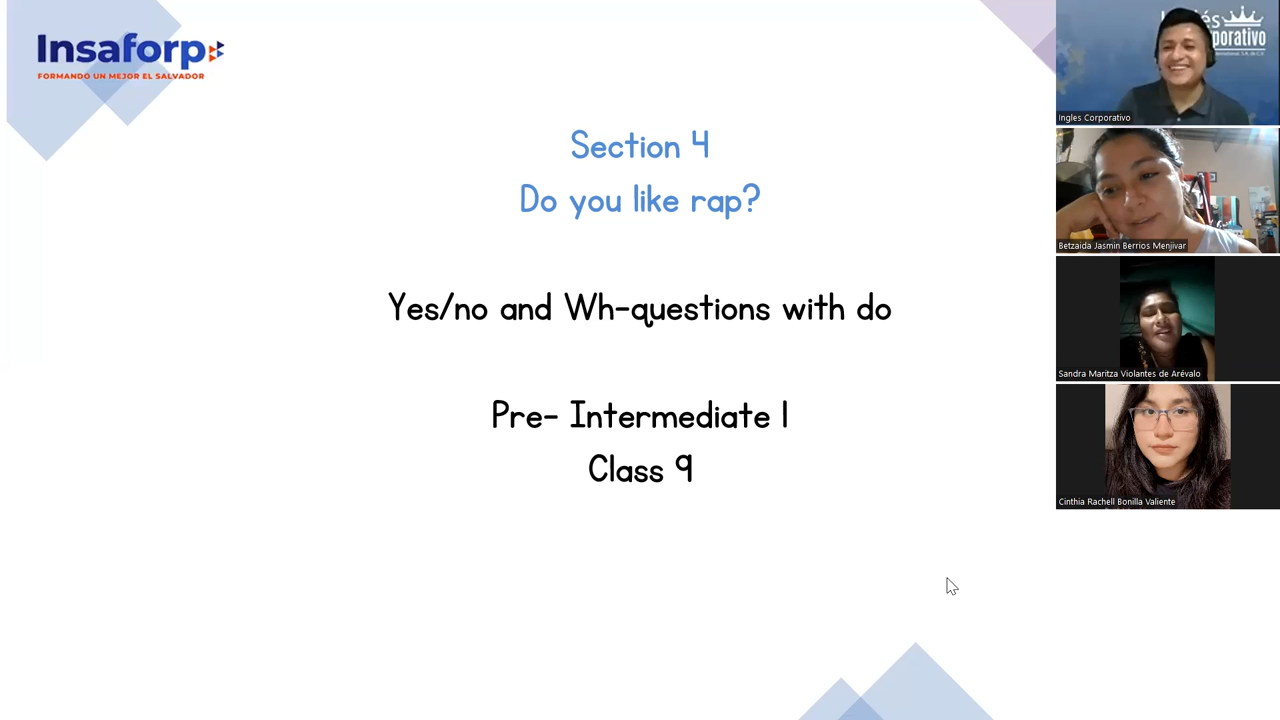 Insaforp
FORMANDO UN MEJOR EL SALVADOR
Section 4
Do you like rap?
Yes/no and Wh-questions with do
Pre- Intermediate 1
Class 9
Ingles Corporativo
Betzaida Jasmin Berrios Menjivar
Sandra Maritza Violantes de Arévalo
Cinthia Rachell Bonilla Valiente